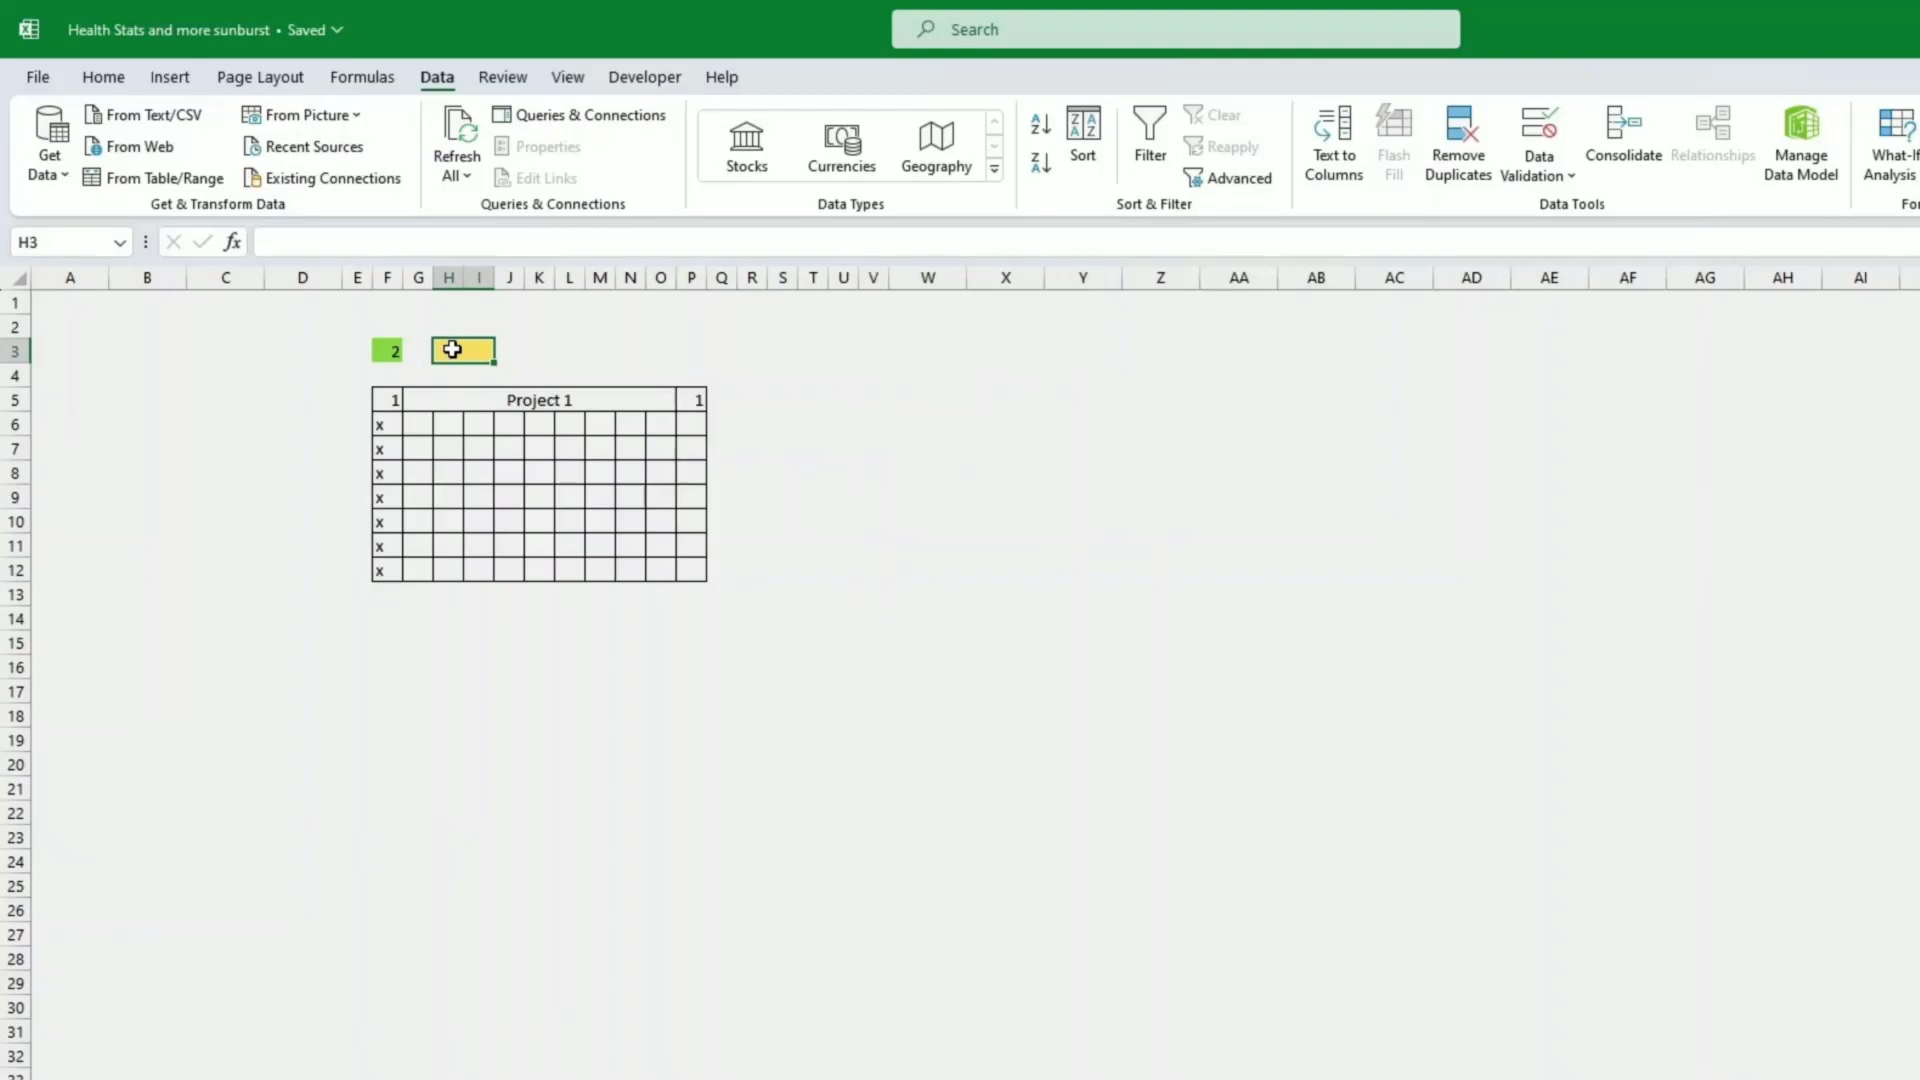 Health Stats and more sunburst • Saved
Search
File Home Insert Page Layout Formulas Data Review View Developer Help
Get Data
From Text/CSV
From Web
From Table/Range
From Picture
Recent Sources
Existing Connections
Get & Transform Data
Refresh All
Queries & Connections
Properties
Edit Links
Queries & Connections
Stocks
Currencies
Geography
Data Types
Sort
Filter
Clear
Reapply
Advanced
Sort & Filter
Text to Columns
Flash Fill
Remove Duplicates
Data Validation
Consolidate
Relationships
Manage Data Model
Data Tools
What-If Analysis
For
H3
fx
A B C D E F G H I J K L M N O P Q R S T U V W X Y Z AA AB AC AD AE AF AG AH AI
1
2
3 2
4
5 1 Project 1 1
6 x
7 x
8 x
9 x
10 x
11 x
12 x
13
14
15
16
17
18
19
20
21
22
23
24
25
26
27
28
29
30
31
32